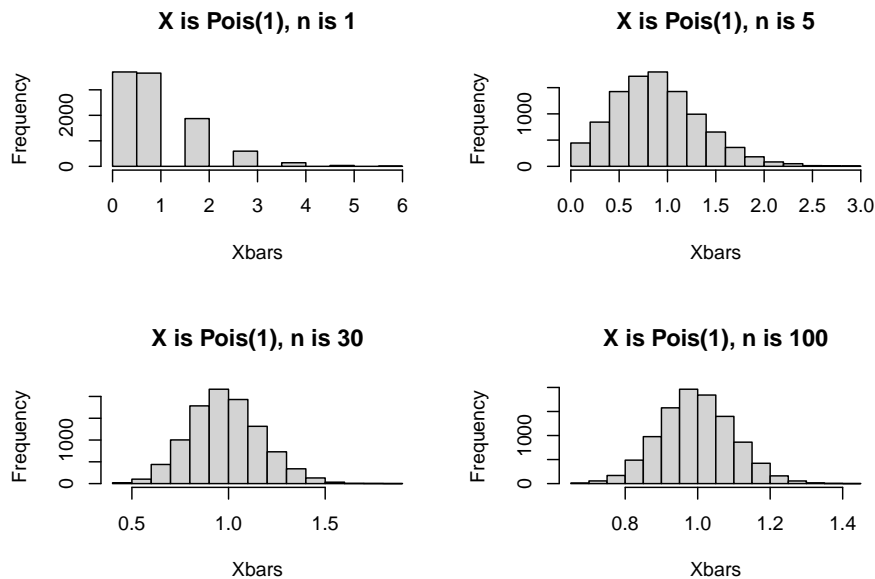 X is Pois(1), n is 1
Frequency
2000
0
0 1 2 3 4 5 6
Xbars
X is Pois(1), n is 5
Frequency
1000
0
0.0 0.5 1.0 1.5 2.0 2.5 3.0
Xbars
X is Pois(1), n is 30
Frequency
1000
0
0.5 1.0 1.5
Xbars
X is Pois(1), n is 100
Frequency
1000
0
0.8 1.0 1.2 1.4
Xbars